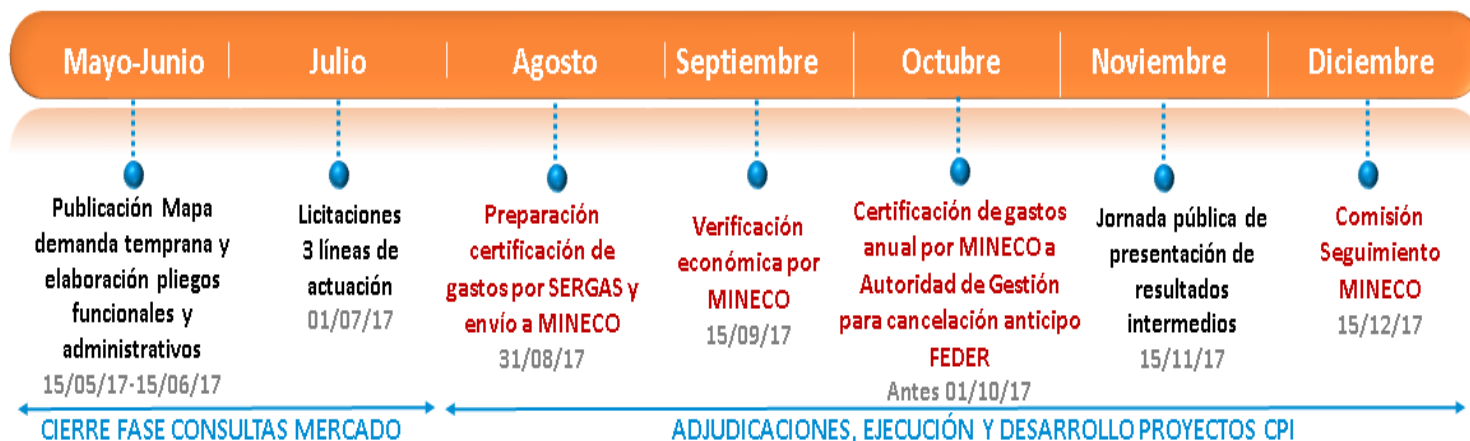 Mayo-Junio
Julio
Agosto
Septiembre
Octubre
Noviembre
Diciembre
Publicación Mapa
demanda temprana y
elaboración pliegos
funcionales y
administrativos
15/05/17-15/06/17
Licitaciones
3 líneas de
actuación
01/07/17
Preparación
certificación de
gastos por SERGAS y
envío a MINECO
31/08/17
Verificación
económica por
MINECO
15/09/17
Certificación de gastos
anual por MINECO a
Autoridad de Gestión
para cancelación anticipo
FEDER
Antes 01/10/17
Jornada pública de
presentación de
resultados
intermedios
15/11/17
Comisión
Seguimiento
MINECO
15/12/17
CIERRE FASE CONSULTAS MERCADO
ADJUDICACIONES, EJECUCIÓN Y DESARROLLO PROYECTOS CPI